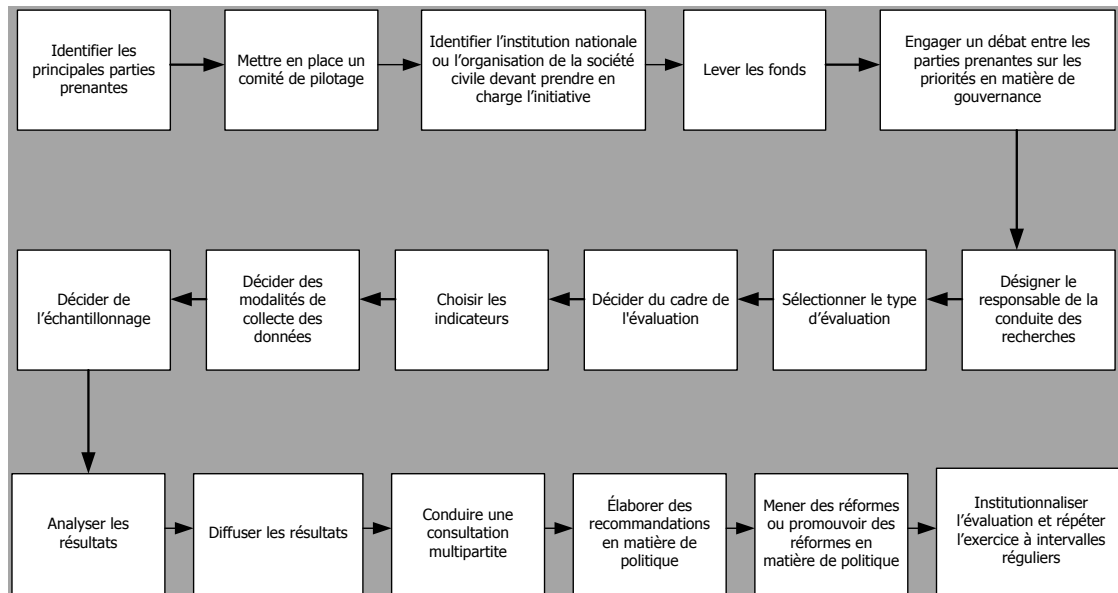 Identifier les
principales parties
prenantes
Mettre en place un
comité de pilotage
Identifier l’institution nationale
ou l’organisation de la société
civile devant prendre en
charge l’initiative
Lever les fonds
Engager un débat entre les
parties prenantes sur les
priorités en matière de
gouvernance
Désigner le
responsable de la
conduite des
recherches
Sélectionner le type
d’évaluation
Décider du cadre de
l'évaluation
Choisir les
indicateurs
Décider des
modalités de
collecte des
données
Décider de
l’échantillonnage
Analyser les
résultats
Diffuser les résultats
Conduire une
consultation
multipartite
Élaborer des
recommandations
en matière de
politique
Mener des réformes
ou promouvoir des
réformes en
matière de politique
Institutionnaliser
l’évaluation et répéter
l’exercice à intervalles
réguliers